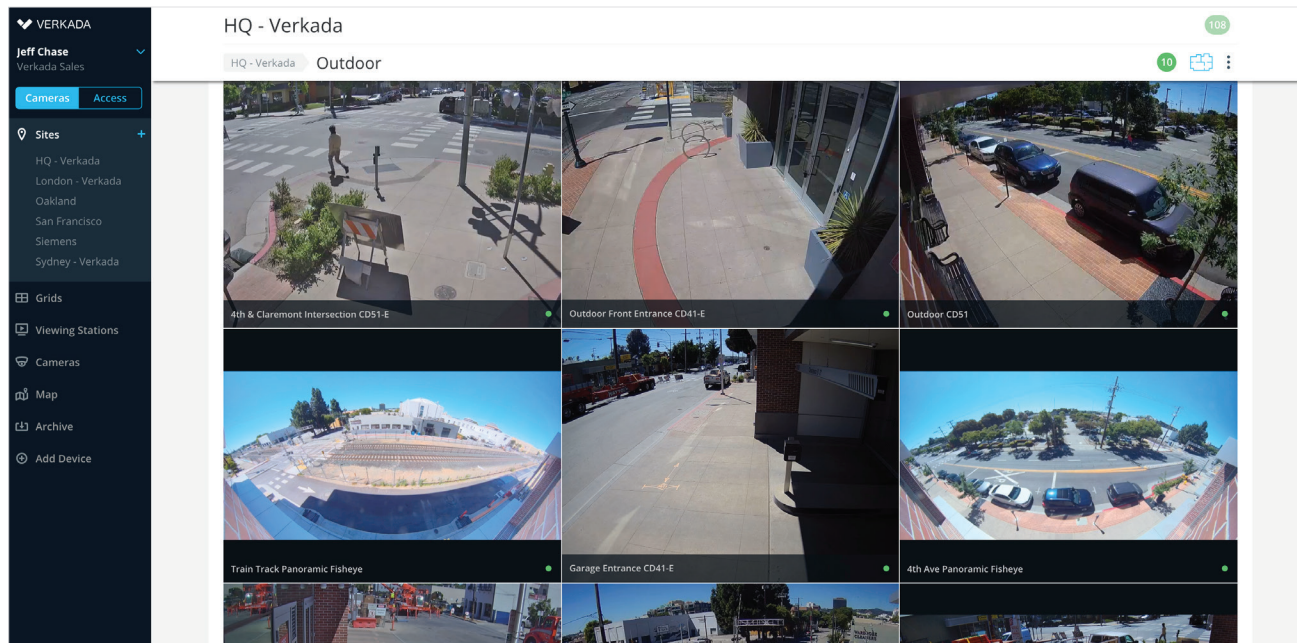 VERKADA
Jeff Chase
Verkada Sales
Cameras
Access
Sites +
HQ - Verkada
London - Verkada
Oakland
San Francisco
Siemens
Sydney - Verkada
Grids
Viewing Stations
Cameras
Map
Archive
Add Device
HQ - Verkada
108
HQ - Verkada
Outdoor
10
4th & Claremont Intersection CD51-E
Outdoor Front Entrance CD41-E
Outdoor CD51
Train Track Panoramic Fisheye
Garage Entrance CD41-E
4th Ave Panoramic Fisheye